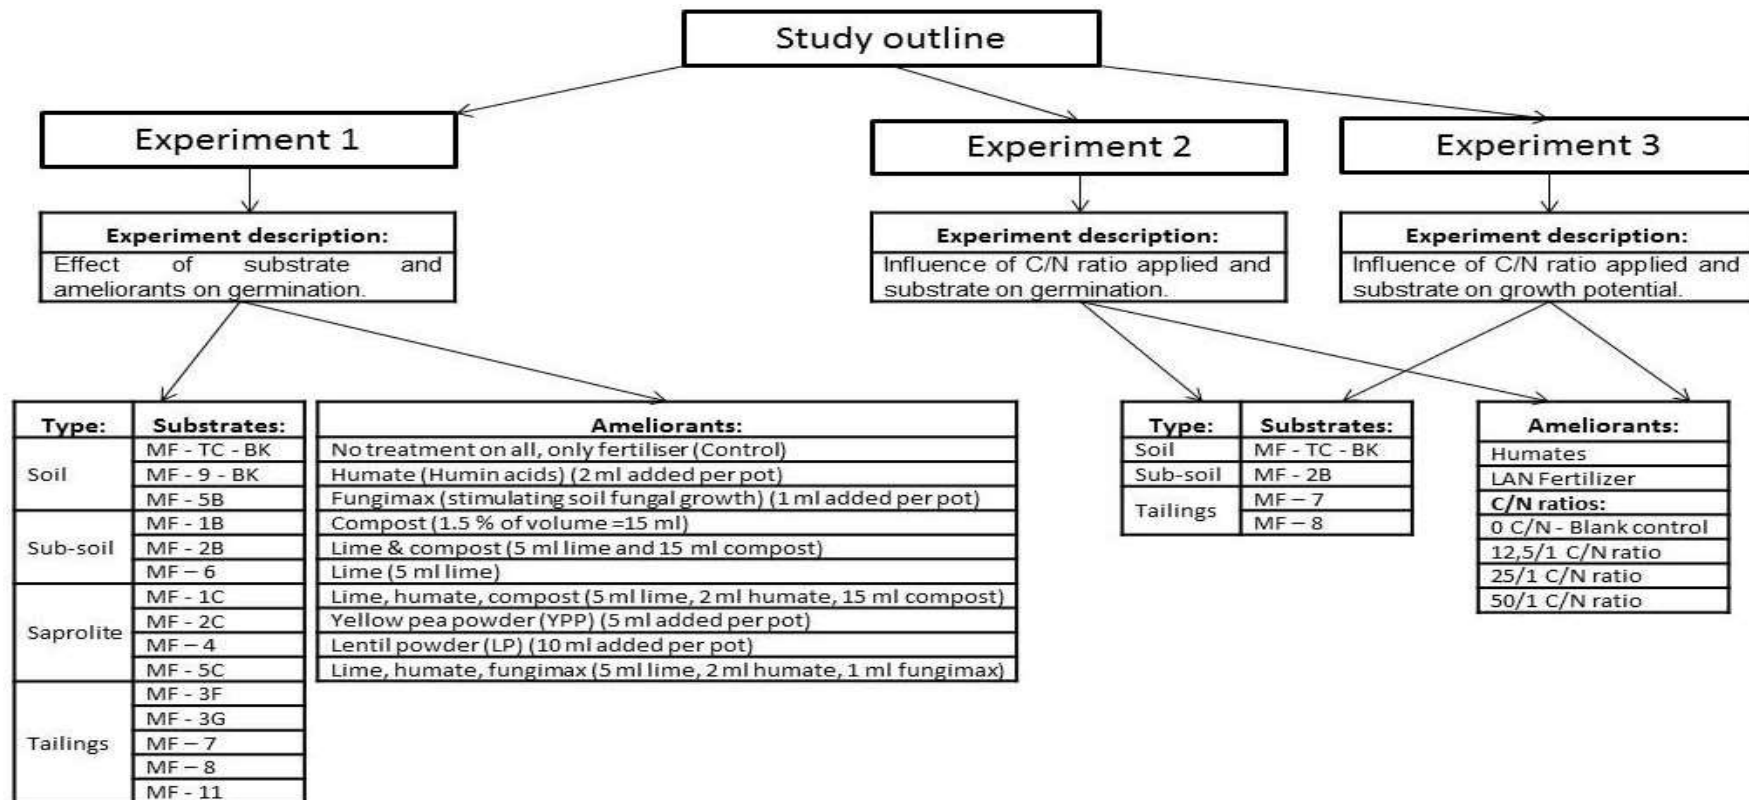 Study outline
Experiment 1
Experiment 2
Experiment 3
Experiment description:
Effect of substrate and
ameliorants on germination.
Experiment description:
Influence of C/N ratio applied and
substrate on germination.
Experiment description:
Influence of C/N ratio applied and
substrate on growth potential.
Type: Substrates:
Soil
MF - TC - BK
MF - 9 - BK
MF - 5B
Sub-soil
MF - 1B
MF - 2B
MF – 6
Saprolite
MF - 1C
MF - 2C
MF – 4
MF - 5C
Tailings
MF - 3F
MF - 3G
MF – 7
MF – 8
MF - 11
Ameliorants:
No treatment on all, only fertiliser (Control)
Humate (Humin acids) (2 ml added per pot)
Fungimax (stimulating soil fungal growth) (1 ml added per pot)
Compost (1.5 % of volume =15 ml)
Lime & compost (5 ml lime and 15 ml compost)
Lime (5 ml lime)
Lime, humate, compost (5 ml lime, 2 ml humate, 15 ml compost)
Yellow pea powder (YPP) (5 ml added per pot)
Lentil powder (LP) (10 ml added per pot)
Lime, humate, fungimax (5 ml lime, 2 ml humate, 1 ml fungimax)
Type: Substrates:
Soil MF - TC - BK
Sub-soil MF - 2B
Tailings
MF – 7
MF – 8
Ameliorants:
Humates
LAN Fertilizer
C/N ratios:
0 C/N - Blank control
12,5/1 C/N ratio
25/1 C/N ratio
50/1 C/N ratio